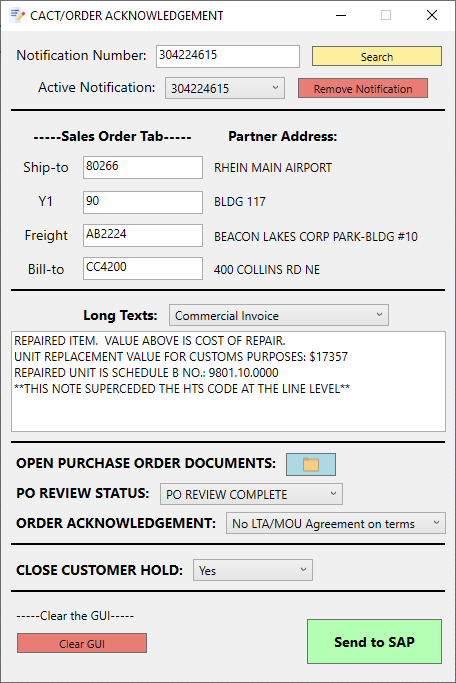 CACT/ORDER ACKNOWLEDGEMENT
Notification Number: 304224615 Search
Active Notification: 304224615 Remove Notification
-----Sales Order Tab----- Partner Address:
Ship-to 80266 RHEIN MAIN AIRPORT
Y1 90 BLDG 117
Freight AB2224 BEACON LAKES CORP PARK-BLDG #10
Bill-to CC4200 400 COLLINS RD NE
Long Texts: Commercial Invoice
REPAIRED ITEM.  VALUE ABOVE IS COST OF REPAIR.
UNIT REPLACEMENT VALUE FOR CUSTOMS PURPOSES: $17357
REPAIRED UNIT IS SCHEDULE B NO.: 9801.10.0000
**THIS NOTE SUPERCEDED THE HTS CODE AT THE LINE LEVEL**
OPEN PURCHASE ORDER DOCUMENTS:
PO REVIEW STATUS: PO REVIEW COMPLETE
ORDER ACKNOWLEDGEMENT: No LTA/MOU Agreement on terms
CLOSE CUSTOMER HOLD: Yes
-----Clear the GUI-----
Clear GUI
Send to SAP